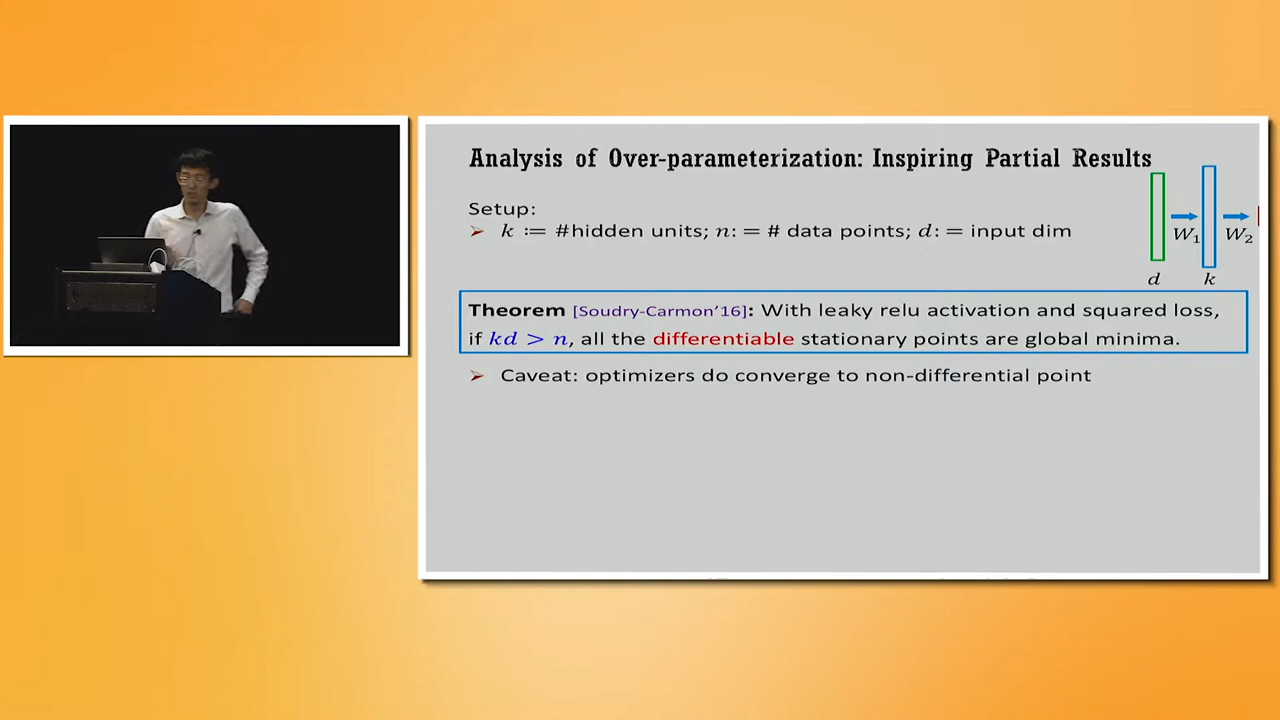 Analysis of Over-parameterization: Inspiring Partial Results
Setup:
➢ k := #hidden units; n: = # data points; d: = input dim
W₁ W₂
d k
Theorem [Soudry-Carmon’16]: With leaky relu activation and squared loss,
if kd > n, all the differentiable stationary points are global minima.
➢ Caveat: optimizers do converge to non-differential point